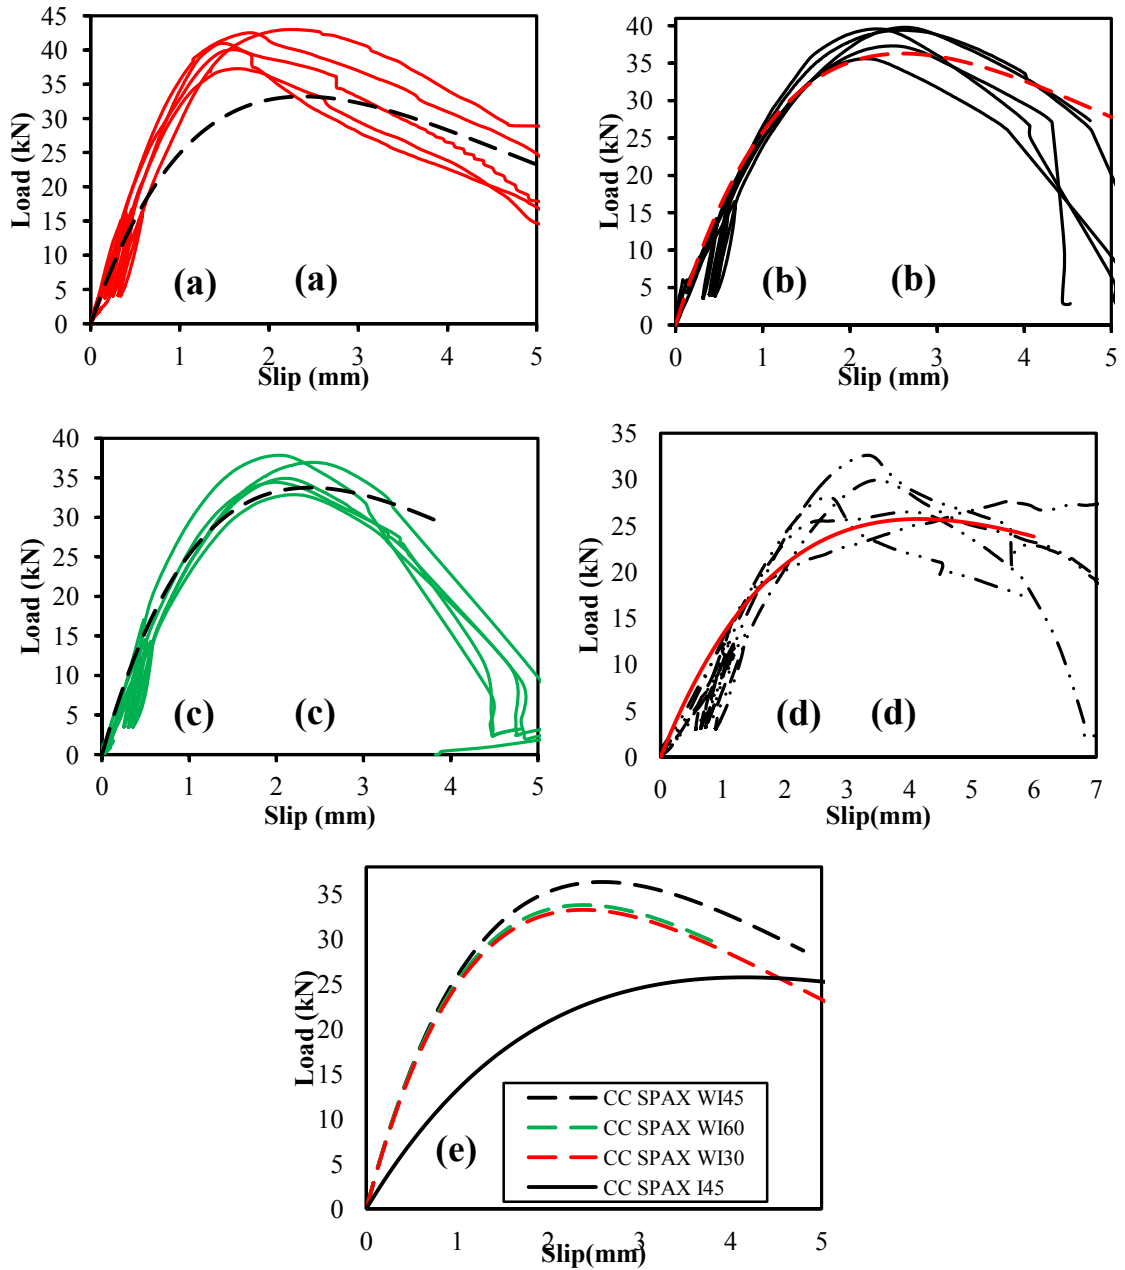 45
40
35
30
25
20
15
10
5
0
Load (kN)
(a)
(a)
0 1 2 3 4 5
Slip (mm)
40
35
30
25
20
15
10
5
0
Load (kN)
(b)
(b)
0 1 2 3 4 5
Slip (mm)
40
35
30
25
20
15
10
5
0
Load (kN)
(c)
(c)
0 1 2 3 4 5
Slip (mm)
35
30
25
20
15
10
5
0
Load (kN)
(d)
(d)
0 1 2 3 4 5 6 7
Slip(mm)
35
30
25
20
15
10
5
0
Load (kN)
CC SPAX WI45
CC SPAX WI60
CC SPAX WI30
CC SPAX I45
(e)
0 1 2 3 4 5
Slip(mm)